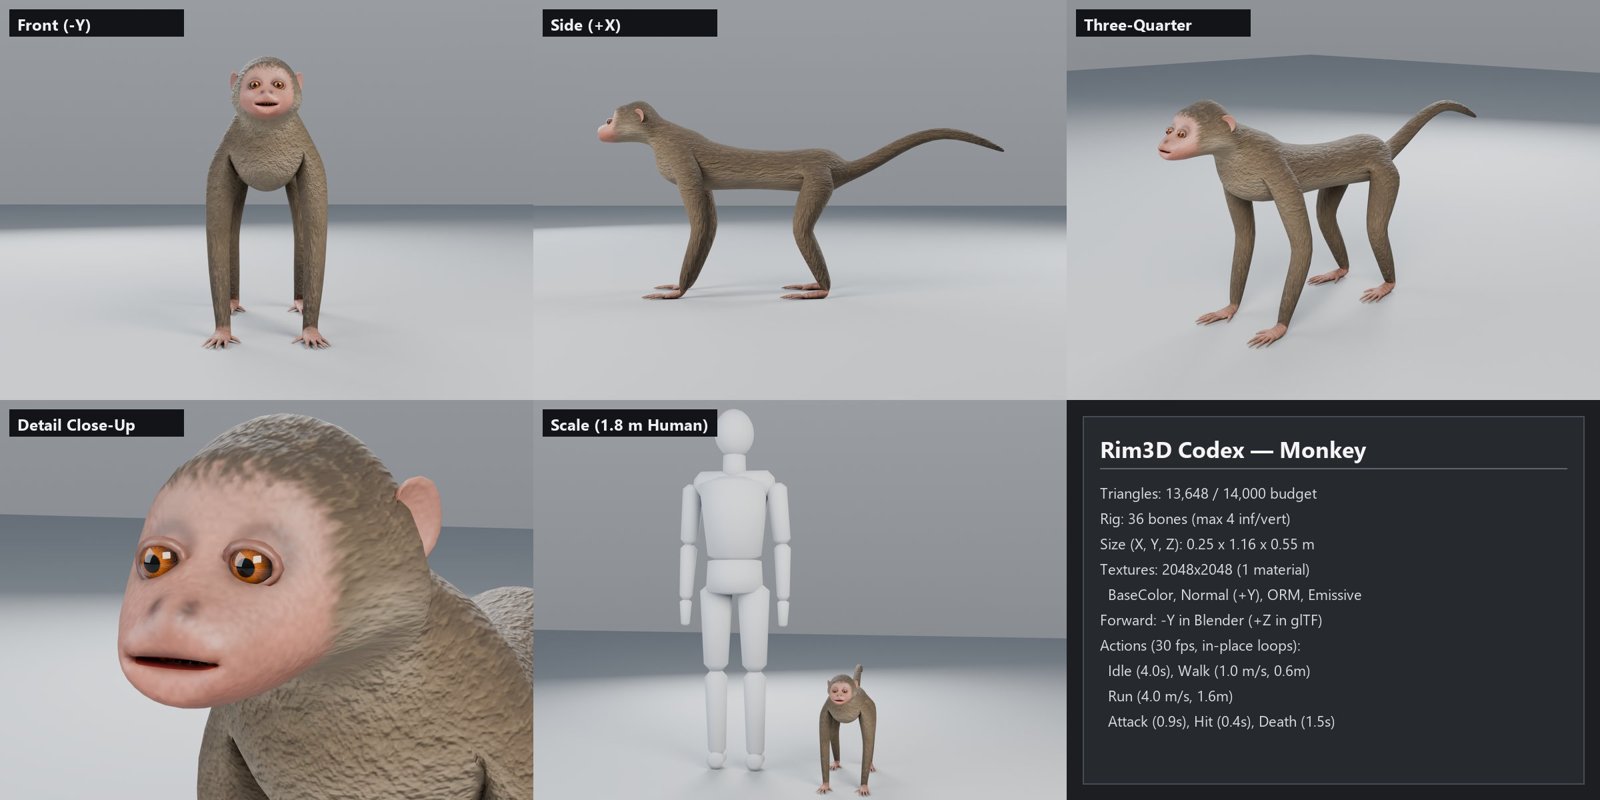 Front (-Y)
Side (+X)
Three-Quarter
Detail Close-Up
Scale (1.8 m Human)
Rim3D Codex — Monkey
Triangles: 13,648 / 14,000 budget
Rig: 36 bones (max 4 inf/vert)
Size (X, Y, Z): 0.25 x 1.16 x 0.55 m
Textures: 2048x2048 (1 material)
BaseColor, Normal (+Y), ORM, Emissive
Forward: -Y in Blender (+Z in glTF)
Actions (30 fps, in-place loops):
Idle (4.0s), Walk (1.0 m/s, 0.6m)
Run (4.0 m/s, 1.6m)
Attack (0.9s), Hit (0.4s), Death (1.5s)